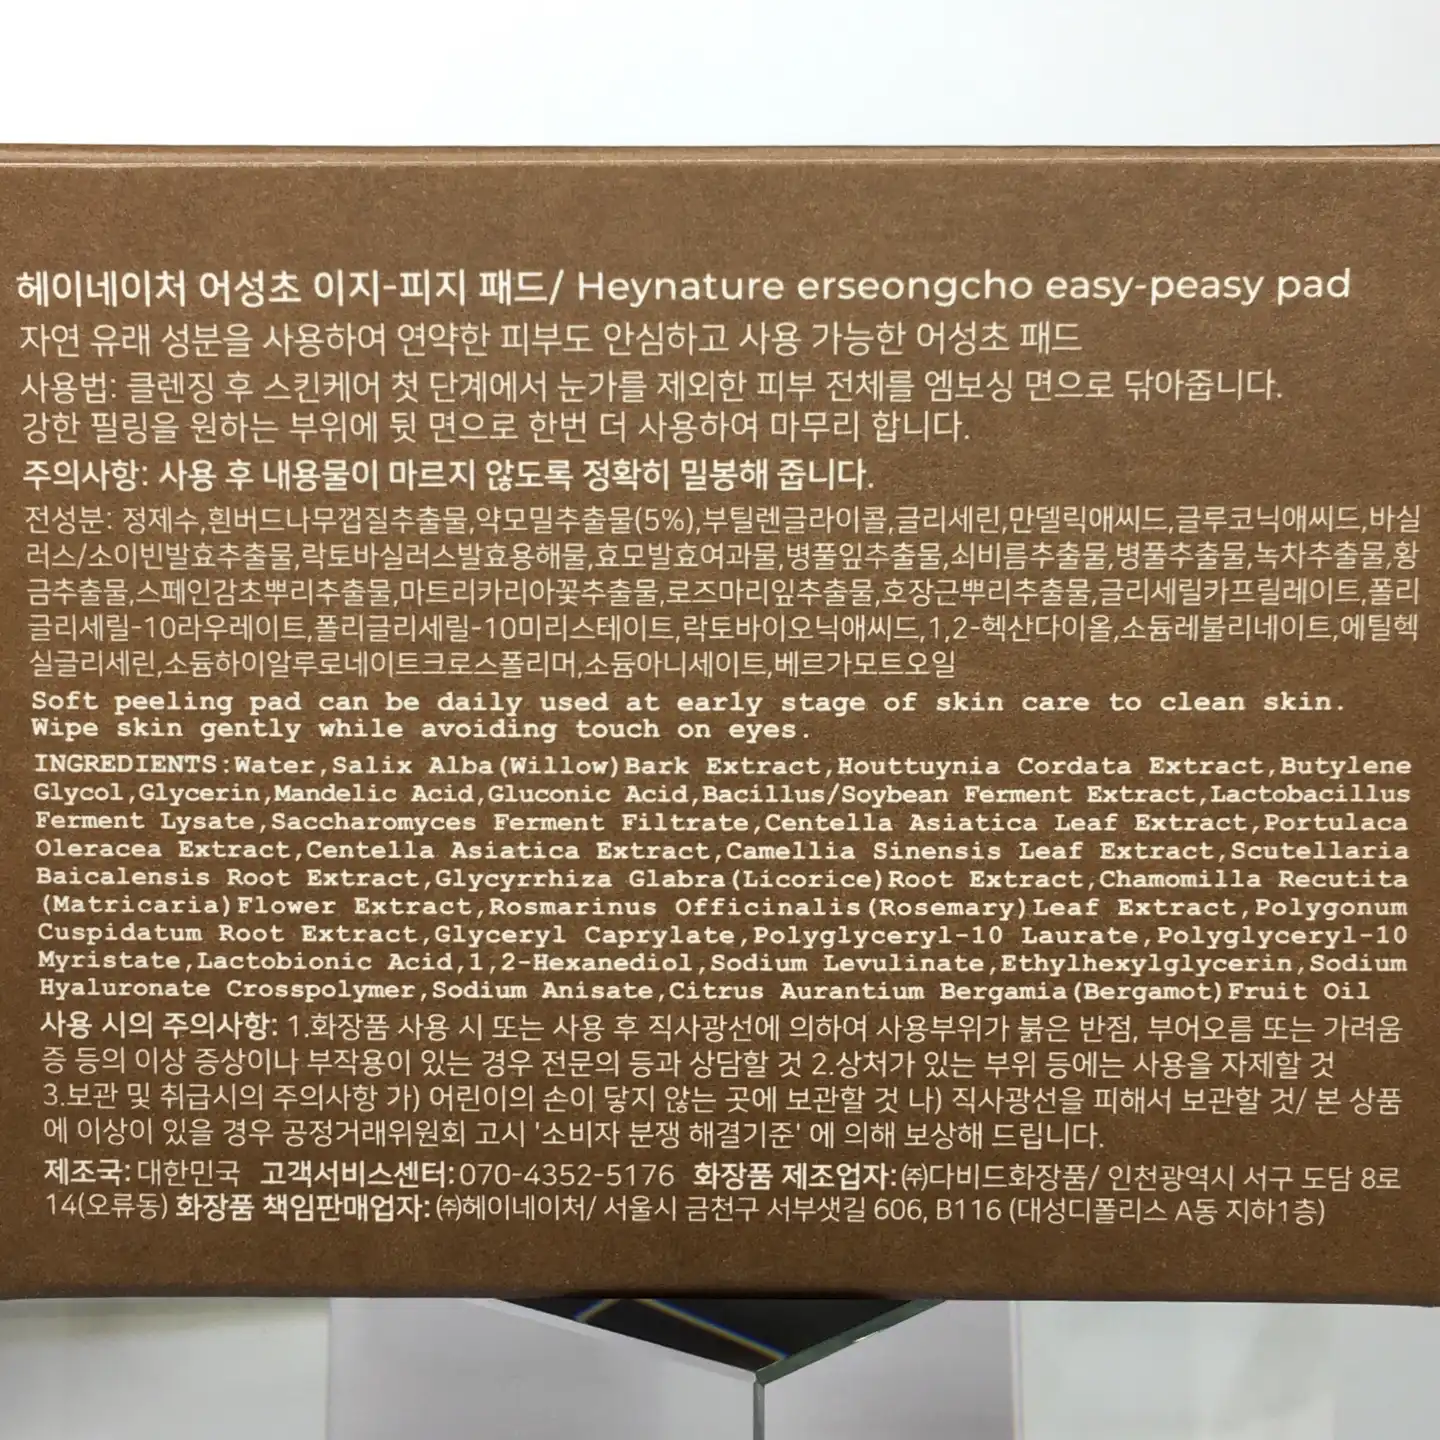 헤이네이처 어성초 이지-피지 패드/ Heynature erseongcho easy-peasy pad
자연 유래 성분을 사용하여 연약한 피부도 안심하고 사용 가능한 어성초 패드
사용법: 클렌징 후 스킨케어 첫 단계에서 눈가를 제외한 피부 전체를 엠보싱 면으로 닦아줍니다.
강한 필링을 원하는 부위에 뒷 면으로 한번 더 사용하여 마무리 합니다.
주의사항: 사용 후 내용물이 마르지 않도록 정확히 밀봉해 줍니다.
전성분: 정제수,흰버드나무껍질추출물,약모밀추출물(5%),부틸렌글라이콜,글리세린,만델릭애씨드,글루코닉애씨드,바실
러스/소이빈발효추출물,락토바실러스발효용해물,효모발효여과물,병풀잎추출물,쇠비름추출물,병풀추출물,녹차추출물,황
금추출물,스페인감초뿌리추출물,마트리카리아꽃추출물,로즈마리잎추출물,호장근뿌리추출물,글리세릴카프릴레이트,폴리
글리세릴-10라우레이트,폴리글리세릴-10미리스테이트,락토바이오닉애씨드,1,2-헥산다이올,소듐레불리네이트,에틸헥
실글리세린,소듐하이알루로네이트크로스폴리머,소듐아니세이트,베르가모트오일
Soft peeling pad can be daily used at early stage of skin care to clean skin.
Wipe skin gently while avoiding touch on eyes.
INGREDIENTS:Water,Salix Alba(Willow)Bark Extract,Houttuynia Cordata Extract,Butylene
Glycol,Glycerin,Mandelic Acid,Gluconic Acid,Bacillus/Soybean Ferment Extract,Lactobacillus
Ferment Lysate,Saccharomyces Ferment Filtrate,Centella Asiatica Leaf Extract,Portulaca
Oleracea Extract,Centella Asiatica Extract,Camellia Sinensis Leaf Extract,Scutellaria
Baicalensis Root Extract,Glycyrrhiza Glabra(Licorice)Root Extract,Chamomilla Recutita
(Matricaria)Flower Extract,Rosmarinus Officinalis(Rosemary)Leaf Extract,Polygonum
Cuspidatum Root Extract,Glyceryl Caprylate,Polyglyceryl-10 Laurate,Polyglyceryl-10
Myristate,Lactobionic Acid,1,2-Hexanediol,Sodium Levulinate,Ethylhexylglycerin,Sodium
Hyaluronate Crosspolymer,Sodium Anisate,Citrus Aurantium Bergamia(Bergamot)Fruit Oil
사용 시의 주의사항: 1.화장품 사용 시 또는 사용 후 직사광선에 의하여 사용부위가 붉은 반점, 부어오름 또는 가려움
증 등의 이상 증상이나 부작용이 있는 경우 전문의 등과 상담할 것 2.상처가 있는 부위 등에는 사용을 자제할 것
3.보관 및 취급시의 주의사항 가) 어린이의 손이 닿지 않는 곳에 보관할 것 나) 직사광선을 피해서 보관할 것/ 본 상품
에 이상이 있을 경우 공정거래위원회 고시 '소비자 분쟁 해결기준' 에 의해 보상해 드립니다.
제조국: 대한민국 고객서비스센터:070-4352-5176 화장품 제조업자:㈜다비드화장품/ 인천광역시 서구 도담 8로
14(오류동) 화장품 책임판매업자:㈜헤이네이처/ 서울시 금천구 서부샛길 606, B116 (대성디폴리스 A동 지하1층)